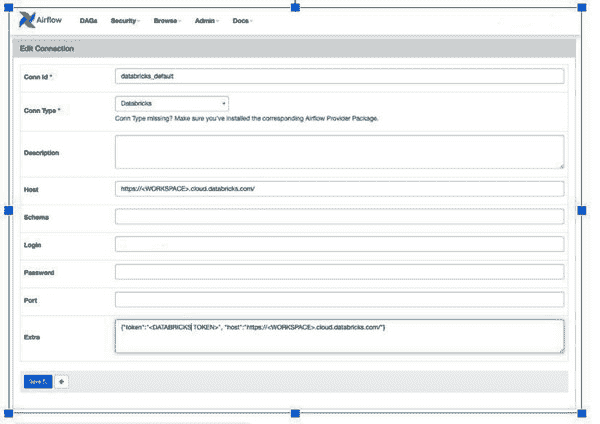 Airflow DAGs Security Browse Admin Docs
Edit Connection
Conn Id * databricks_default
Conn Type * Databricks
Conn Type missing? Make sure you've installed the corresponding Airflow Provider Package.
Description
Host https://<WORKSPACE>.cloud.databricks.com/
Schema
Login
Password
Port
Extra {"token":"<DATABRICKS TOKEN>", "host":"https://<WORKSPACE>.cloud.databricks.com/"}